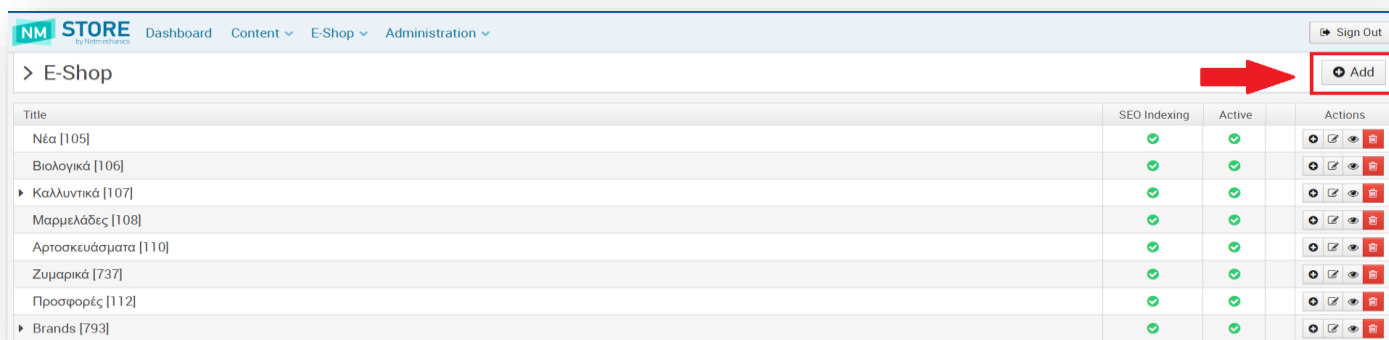 NM STORE by Netmechanics Dashboard Content E-Shop Administration Sign Out
> E-Shop Add
Title SEO Indexing Active Actions
Νέα [105]
Βιολογικά [106]
Καλλυντικά [107]
Μαρμελάδες [108]
Αρτοσκευάσματα [110]
Ζυμαρικά [737]
Προσφορές [112]
Brands [793]